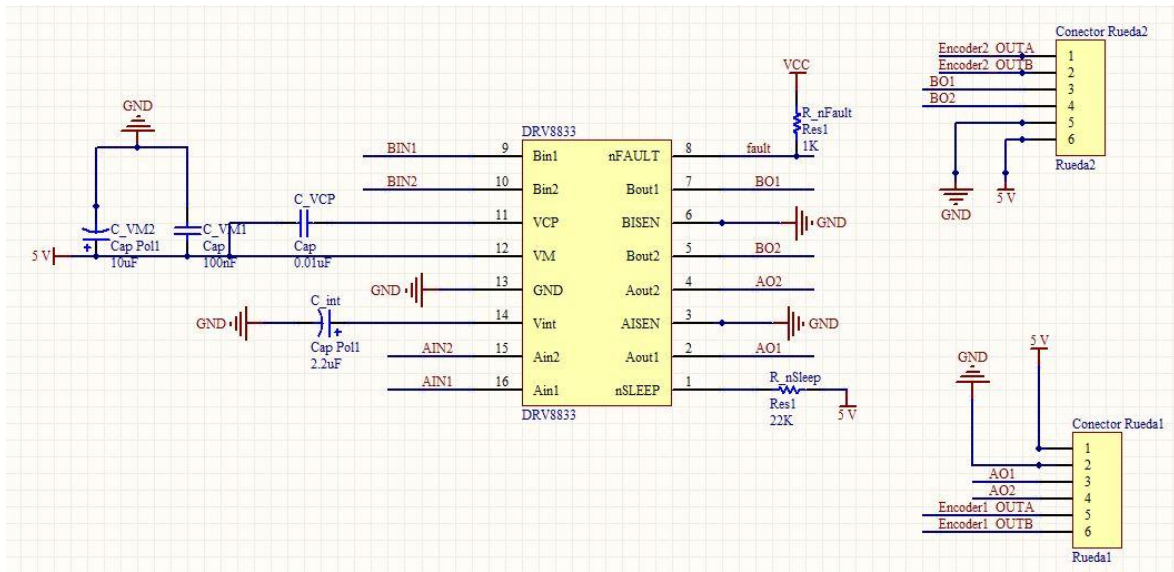 GND
C_VM2
Cap Pol1
10uF
C_VM1
Cap
100nF
C_VCP
Cap
0.01uF
5 V
GND
C_int
Cap Pol1
2.2uF
GND
BIN1
BIN2
AIN2
AIN1
DRV8833
9 Bin1 nFAULT 8
10 Bin2 Bout1 7
11 VCP BISEN 6
12 VM Bout2 5
13 GND Aout2 4
14 Vint AISEN 3
15 Ain2 Aout1 2
16 Ain1 nSLEEP 1
DRV8833
VCC
R_nFault
Res1
1K
fault
BO1
GND
BO2
AO2
GND
AO1
R_nSleep
Res1
22K
5 V
Conector Rueda2
Encoder2_OUTA 1
Encoder2_OUTB 2
BO1 3
BO2 4
5
6
Rueda2
GND
5 V
5 V
GND
Conector Rueda1
1
2
AO1 3
AO2 4
Encoder1_OUTA 5
Encoder1_OUTB 6
Rueda1